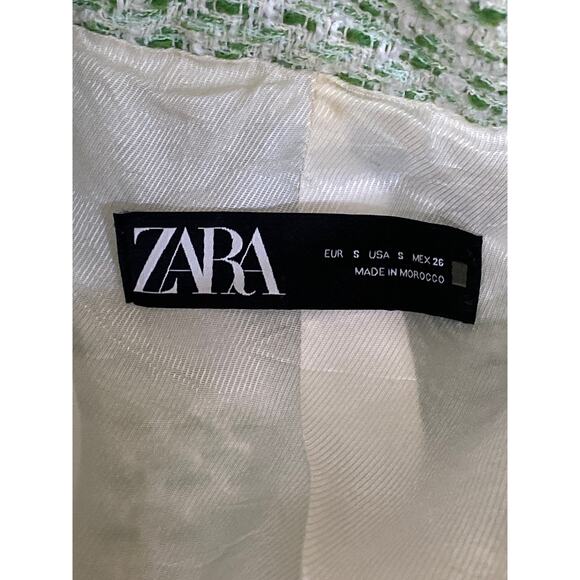 ZARA
EUR S USA S MEX 26
MADE IN MOROCCO